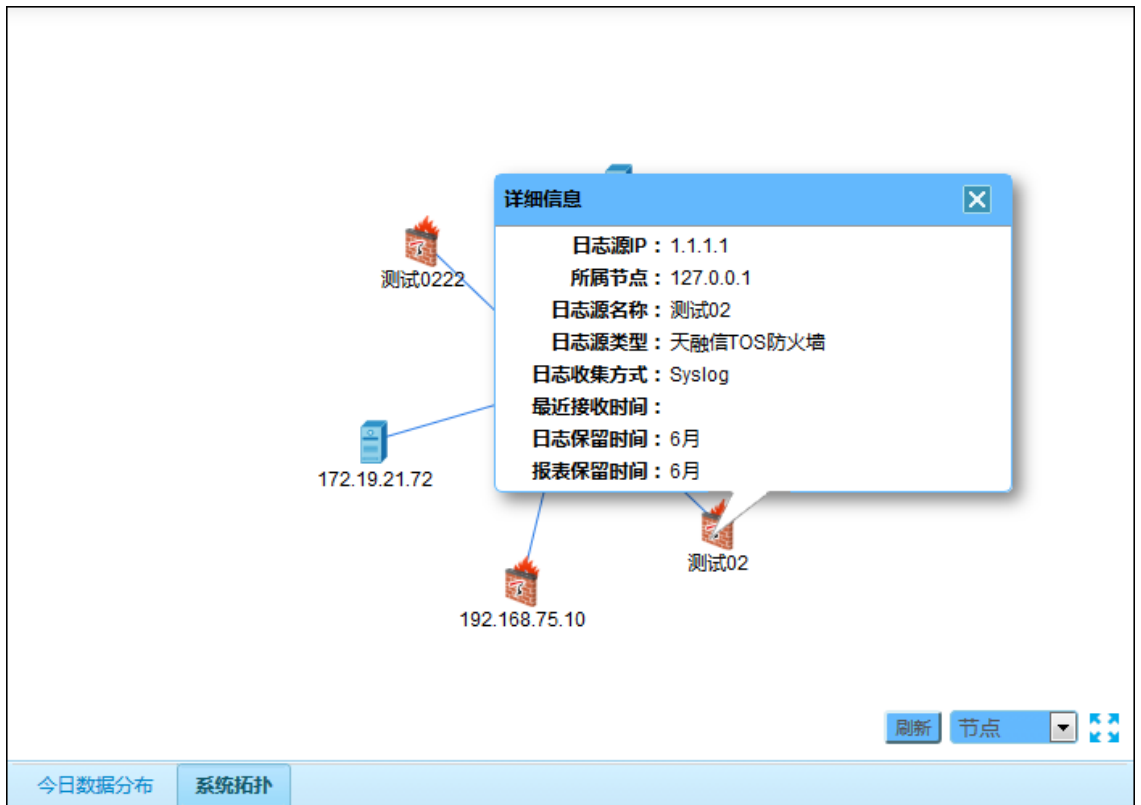 详细信息
日志源IP： 1.1.1.1
所属节点： 127.0.0.1
日志源名称： 测试02
日志源类型： 天融信TOS防火墙
日志收集方式： Syslog
最近接收时间：
日志保留时间： 6月
报表保留时间： 6月
测试0222
172.19.21.72
测试02
192.168.75.10
刷新 节点
今日数据分布 系统拓扑